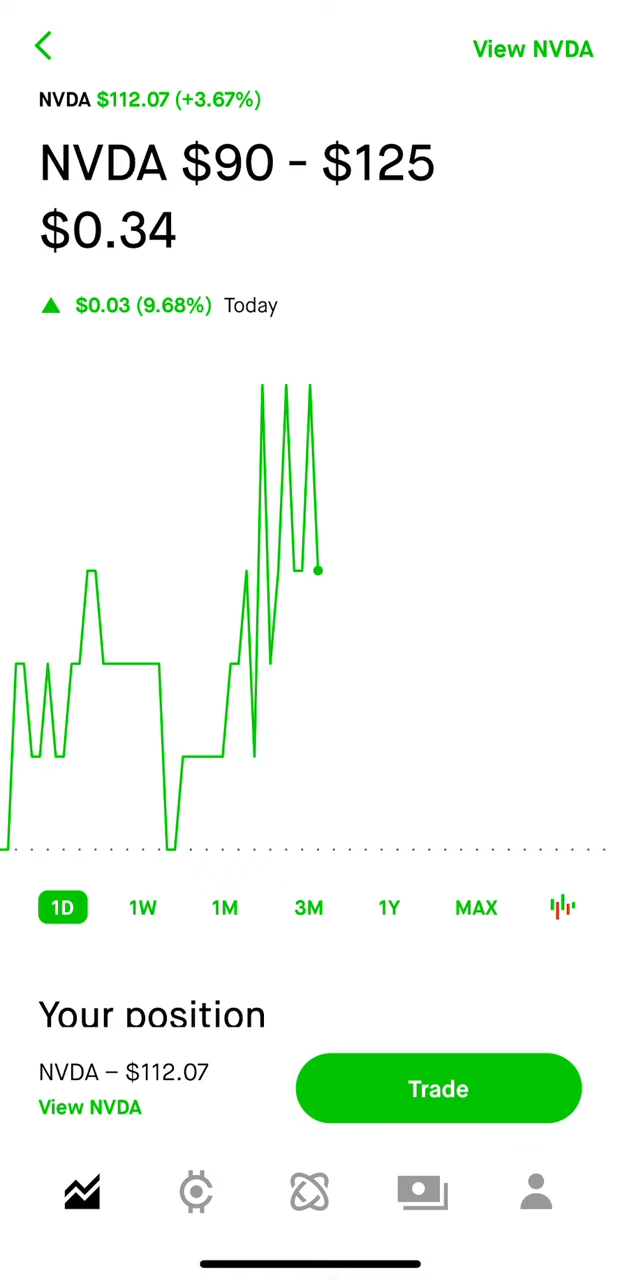 View NVDA
NVDA $112.07 (+3.67%)
NVDA $90 - $125
$0.34
$0.03 (9.68%) Today
1D 1W 1M 3M 1Y MAX
Your position
NVDA – $112.07
View NVDA
Trade